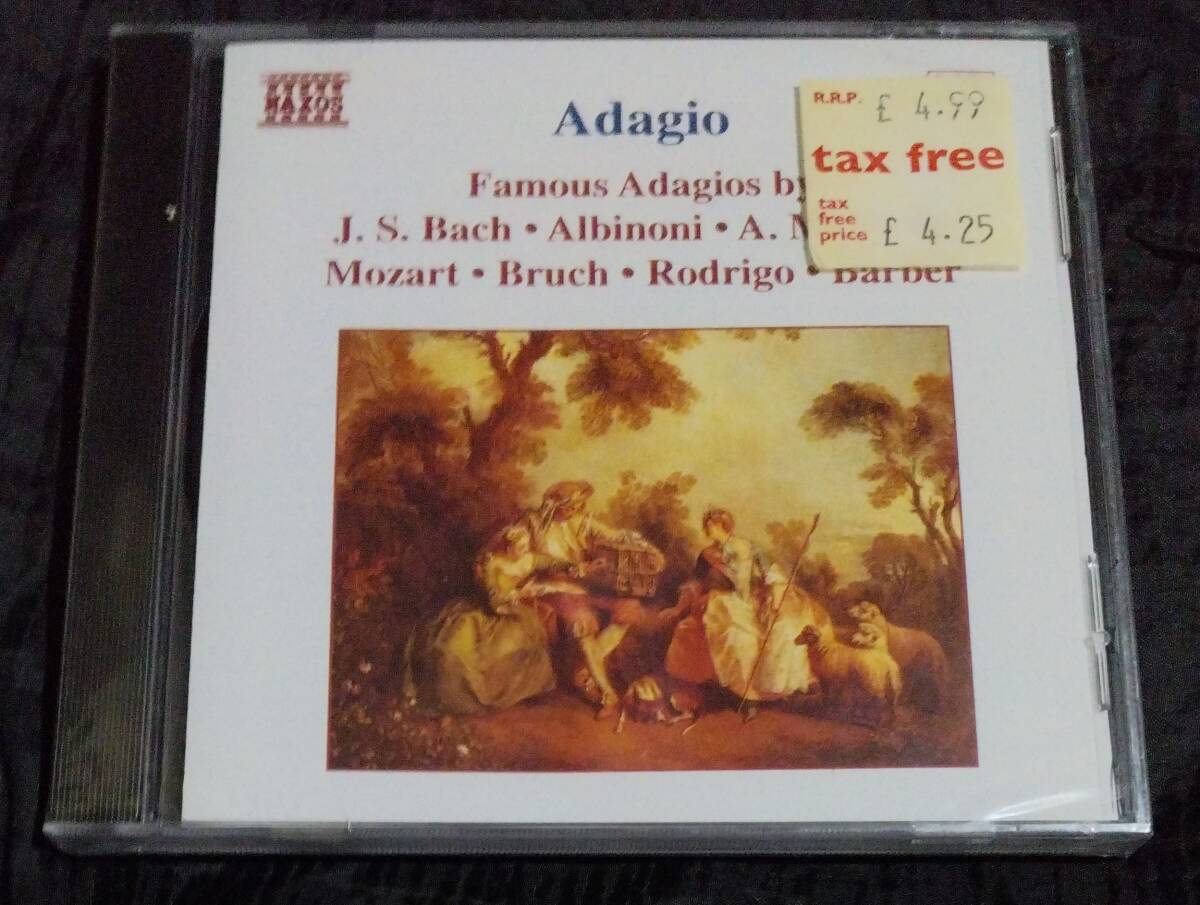 NAXOS
Adagio
Famous Adagios by
J. S. Bach • Albinoni • A.
Mozart • Bruch • Rodrigo • Barber
R.R.P. £ 4.99
tax free
tax
free
price £ 4.25